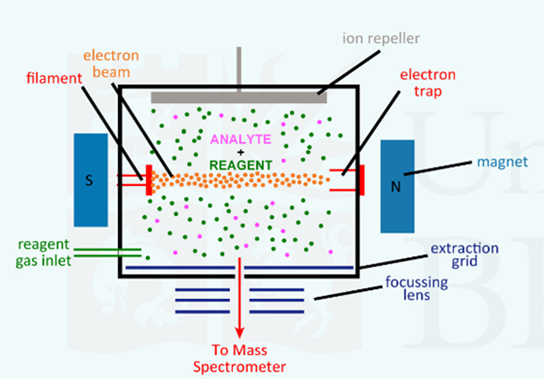 ion repeller
electron
beam
filament
electron
trap
ANALYTE
+
REAGENT
S
N
magnet
reagent
gas inlet
extraction
grid
focussing
lens
To Mass
Spectrometer